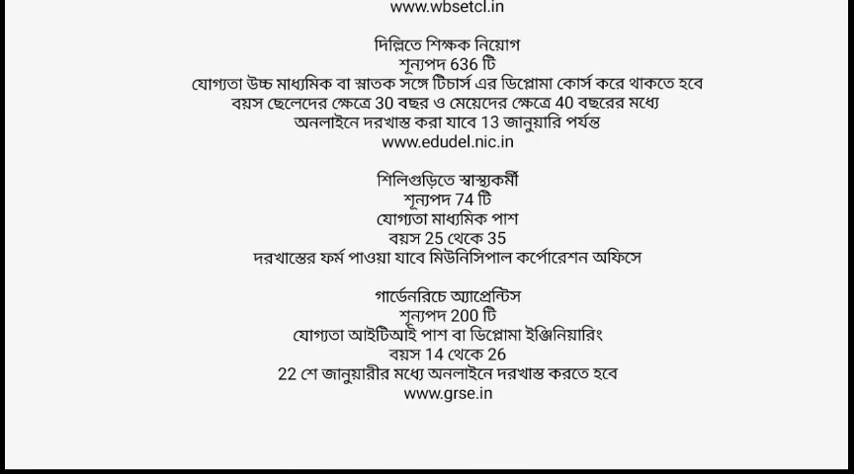 www.wbsetcl.in
দিল্লিতে শিক্ষক নিয়োগ
শূন্যপদ 636 টি
যোগ্যতা উচ্চ মাধ্যমিক বা স্নাতক সঙ্গে টিচার্স এর ডিপ্লোমা কোর্স করে থাকতে হবে
বয়স ছেলেদের ক্ষেত্রে 30 বছর ও মেয়েদের ক্ষেত্রে 40 বছরের মধ্যে
অনলাইনে দরখাস্ত করা যাবে 13 জানুয়ারি পর্যন্ত
www.edudel.nic.in
শিলিগুড়িতে স্বাস্থ্যকর্মী
শূন্যপদ 74 টি
যোগ্যতা মাধ্যমিক পাশ
বয়স 25 থেকে 35
দরখাস্তের ফর্ম পাওয়া যাবে মিউনিসিপাল কর্পোরেশন অফিসে
গার্ডেনরিচে অ্যাপ্রেন্টিস
শূন্যপদ 200 টি
যোগ্যতা আইটিআই পাশ বা ডিপ্লোমা ইঞ্জিনিয়ারিং
বয়স 14 থেকে 26
22 শে জানুয়ারীর মধ্যে অনলাইনে দরখাস্ত করতে হবে
www.grse.in